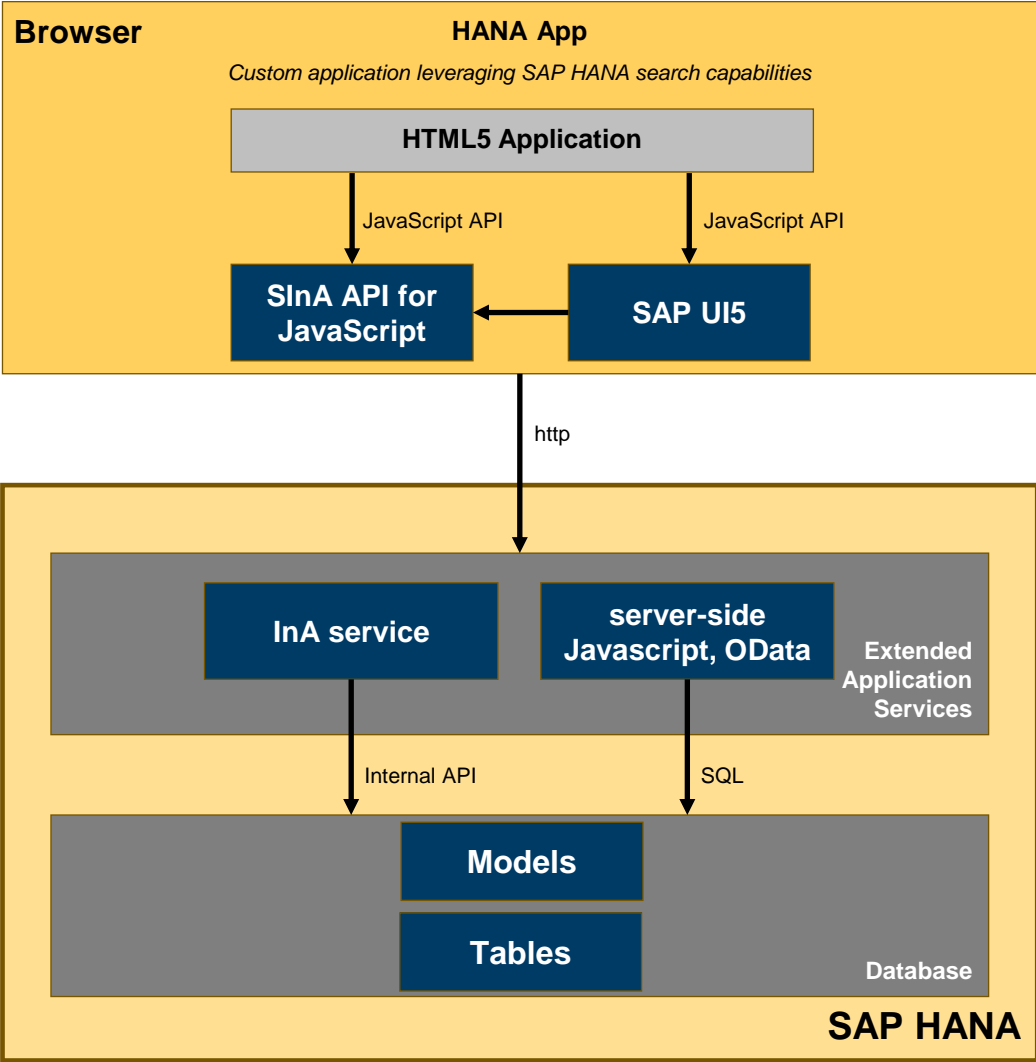 Browser
HANA App
Custom application leveraging SAP HANA search capabilities
HTML5 Application
JavaScript API
JavaScript API
SInA API for
JavaScript
SAP UI5
http
InA service
server-side
Javascript, OData
Extended
Application
Services
Internal API
SQL
Models
Tables
Database
SAP HANA